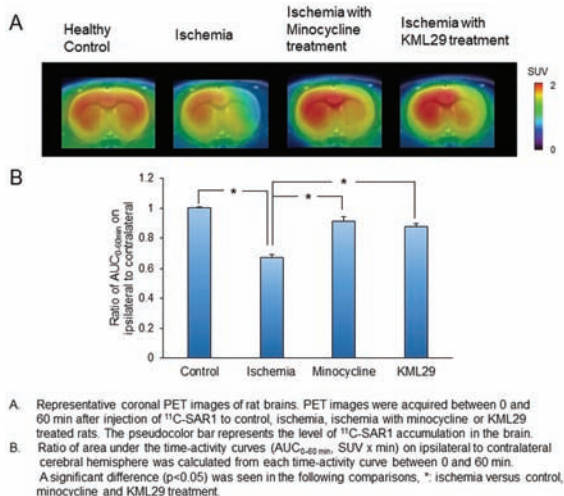 A
Healthy
Control
Ischemia
Ischemia with
Minocycline
treatment
Ischemia with
KML29 treatment
SUV
2
0
B
Ratio of AUC0-60min on
ipsilateral to contralateral
1.2
1
0.8
0.6
0.4
0.2
0
*
*
*
Control
Ischemia
Minocycline
KML29
A. Representative coronal PET images of rat brains. PET images were acquired between 0 and
60 min after injection of ¹¹C-SAR1 to control, ischemia, ischemia with minocycline or KML29
treated rats. The pseudocolor bar represents the level of ¹¹C-SAR1 accumulation in the brain.
B. Ratio of area under the time-activity curves (AUC0-60 min, SUV x min) on ipsilateral to contralateral
cerebral hemisphere was calculated from each time-activity curve between 0 and 60 min.
A significant difference (p<0.05) was seen in the following comparisons, *: ischemia versus control,
minocycline and KML29 treatment.